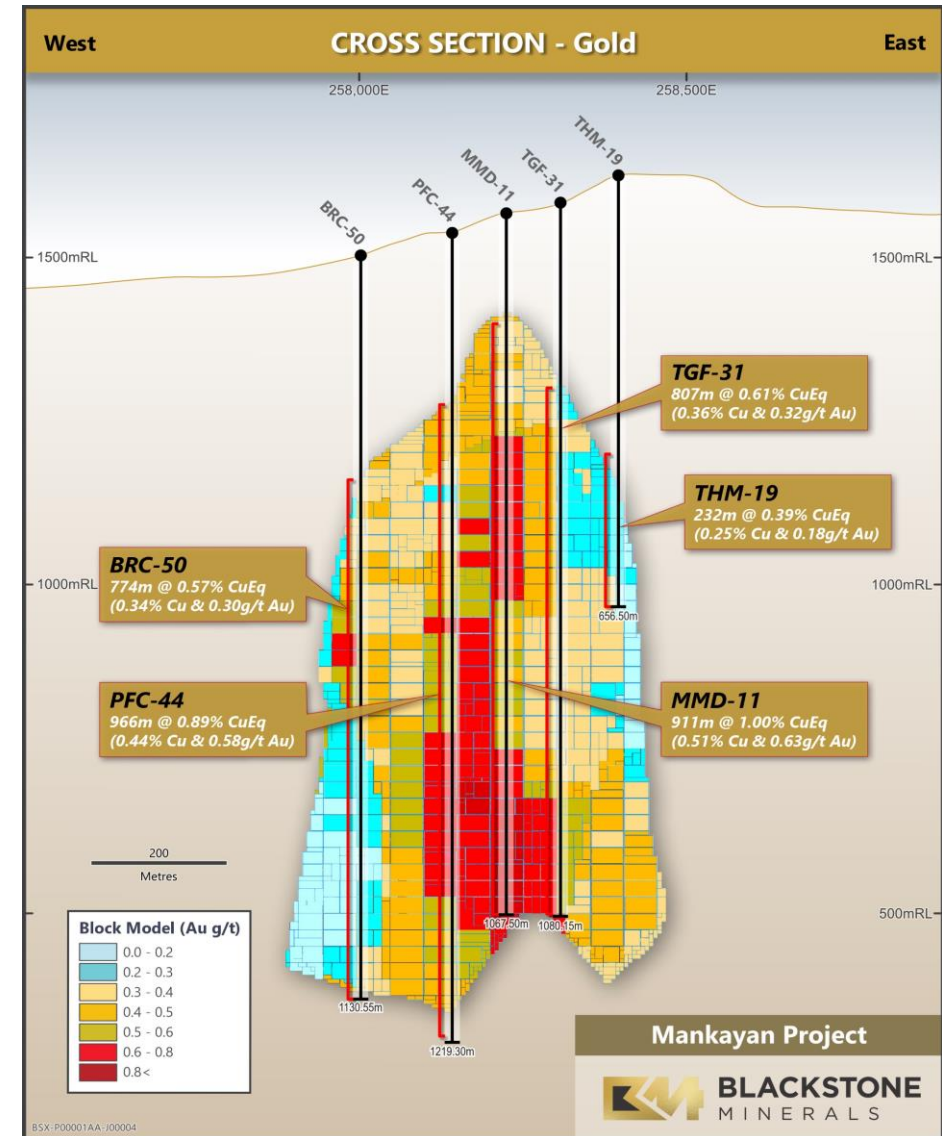 West
CROSS SECTION - Gold
East
258,000E
258,500E
THM-19
TGF-31
MMD-11
PFC-44
BRC-50
1500mRL
1500mRL
TGF-31
807m @ 0.61% CuEq
(0.36% Cu & 0.32g/t Au)
THM-19
232m @ 0.39% CuEq
(0.25% Cu & 0.18g/t Au)
BRC-50
774m @ 0.57% CuEq
(0.34% Cu & 0.30g/t Au)
1000mRL
1000mRL
656.50m
PFC-44
966m @ 0.89% CuEq
(0.44% Cu & 0.58g/t Au)
MMD-11
911m @ 1.00% CuEq
(0.51% Cu & 0.63g/t Au)
200
Metres
500mRL
1067.50m
1080.15m
1130.55m
1219.30m
Block Model (Au g/t)
0.0 - 0.2
0.2 - 0.3
0.3 - 0.4
0.4 - 0.5
0.5 - 0.6
0.6 - 0.8
0.8<
Mankayan Project
BLACKSTONE
MINERALS
BSX-P00001AA-J00004